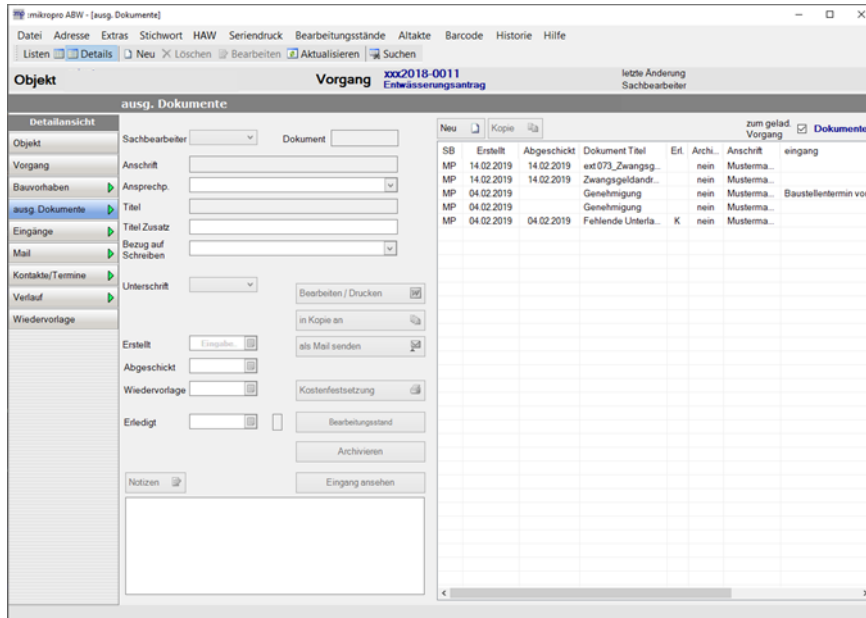 :mikropro ABW - [ausg. Dokumente]
Datei Adresse Extras Stichwort HAW Seriendruck Bearbeitungsstände Altakte Barcode Historie Hilfe
Listen Details Neu Löschen Bearbeiten Aktualisieren Suchen
Objekt Vorgang xxx2018-0011 letzte Änderung
Entwässerungsantrag Sachbearbeiter
ausg. Dokumente
Detailansicht
Objekt
Vorgang
Bauvorhaben
ausg. Dokumente
Eingänge
Mail
Kontakte/Termine
Verlauf
Wiedervorlage
Sachbearbeiter Dokument
Anschrift
Ansprechp.
Titel
Titel Zusatz
Bezug auf
Schreiben
Unterschrift
Bearbeiten / Drucken
in Kopie an
Erstellt Eingabe.. als Mail senden
Abgeschickt
Wiedervorlage Kostenfestsetzung
Erledigt Bearbeitungsstand
Archivieren
Notizen Eingang ansehen
Neu Kopie zum gelad.
Vorgang Dokumente
SB Erstellt Abgeschickt Dokument Titel Erl. Archi... Anschrift eingang
MP 14.02.2019 14.02.2019 ext073_Zwangsg... nein Musterma...
MP 14.02.2019 14.02.2019 Zwangsgeldandr... nein Musterma...
MP 04.02.2019 Genehmigung nein Musterma... Baustellentermin vo
MP 04.02.2019 Genehmigung nein Musterma...
MP 04.02.2019 04.02.2019 Fehlende Unterla... K nein Musterma...